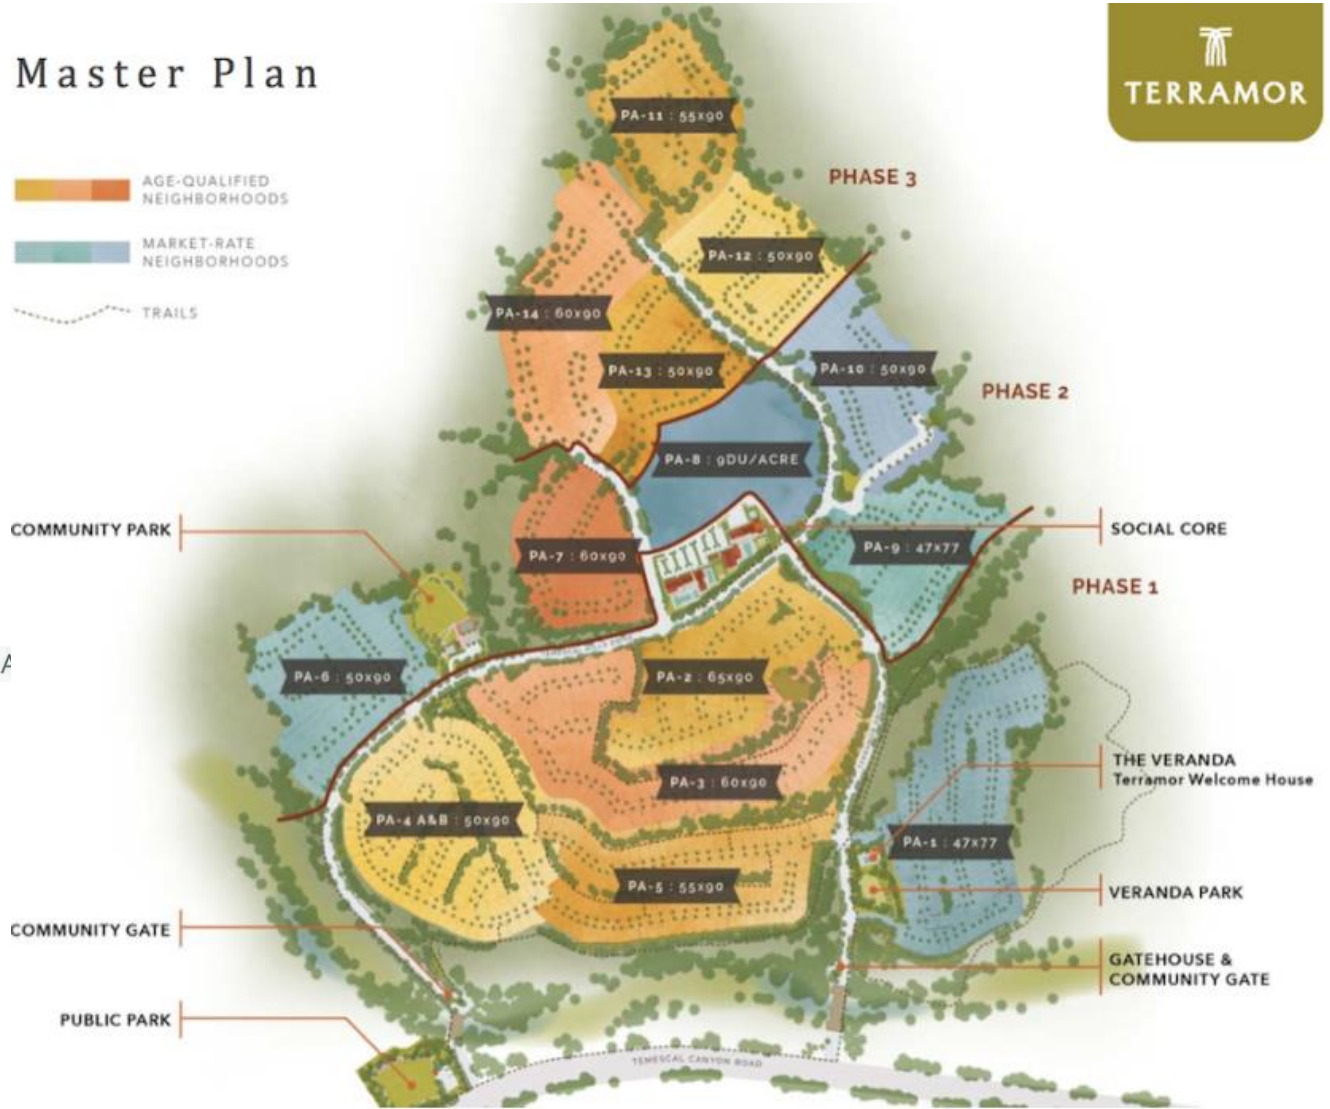 Master Plan
TERRAMOR
AGE-QUALIFIED
NEIGHBORHOODS
MARKET-RATE
NEIGHBORHOODS
TRAILS
PA-11 : 55x90
PHASE 3
PA-12 : 50x90
PA-14 : 60x90
PA-13 : 50x90
PA-10 : 50x90
PHASE 2
PA-8 : 9DU/ACRE
COMMUNITY PARK
SOCIAL CORE
PA-7 : 60x90
PA-9 : 47x77
PHASE 1
A
PA-6 : 50x90
PA-2 : 65x90
THE VERANDA
Terramor Welcome House
PA-3 : 60x90
PA-4 A&B : 50x90
PA-1 : 47x77
PA-5 : 55x90
VERANDA PARK
COMMUNITY GATE
GATEHOUSE &
COMMUNITY GATE
PUBLIC PARK
TEMESCAL CANYON ROAD